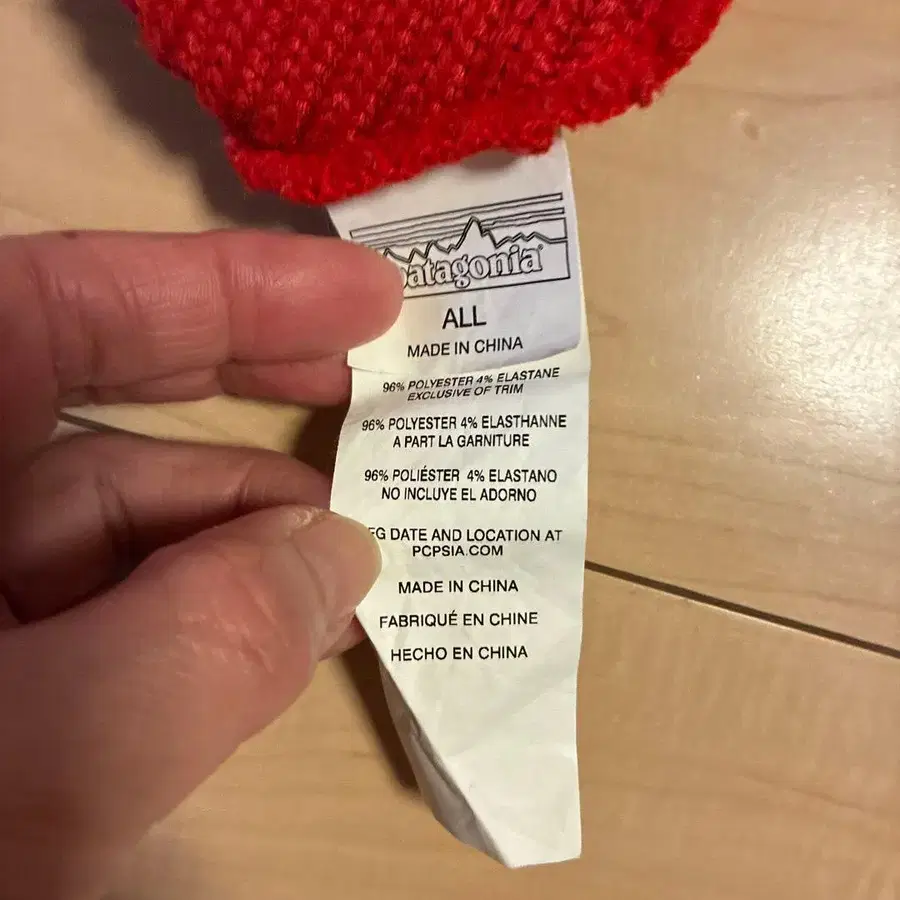 patagonia
ALL
MADE IN CHINA
96% POLYESTER 4% ELASTANE
EXCLUSIVE OF TRIM
96% POLYESTER 4% ELASTHANNE
A PART LA GARNITURE
96% POLIÉSTER 4% ELASTANO
NO INCLUYE EL ADORNO
DATE AND LOCATION AT
PCPSIA.COM
MADE IN CHINA
FABRIQUÉ EN CHINE
HECHO EN CHINA